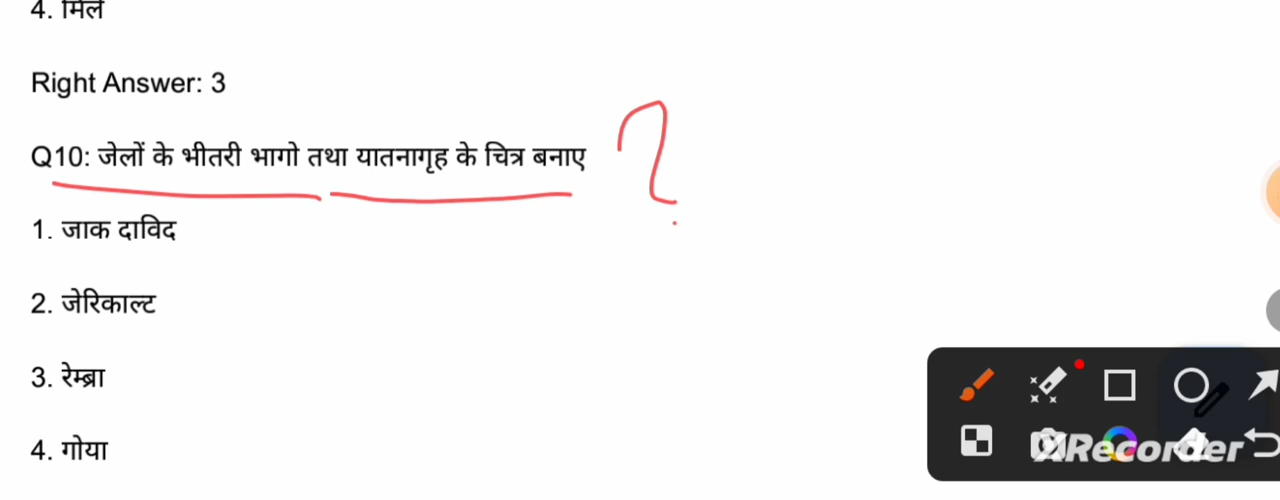 4. मिले
Right Answer: 3
Q10: जेलों के भीतरी भागो तथा यातनागृह के चित्र बनाए ?
1. जाक दाविद
2. जेरिकाल्ट
3. रेम्ब्रा
4. गोया
XRecorder